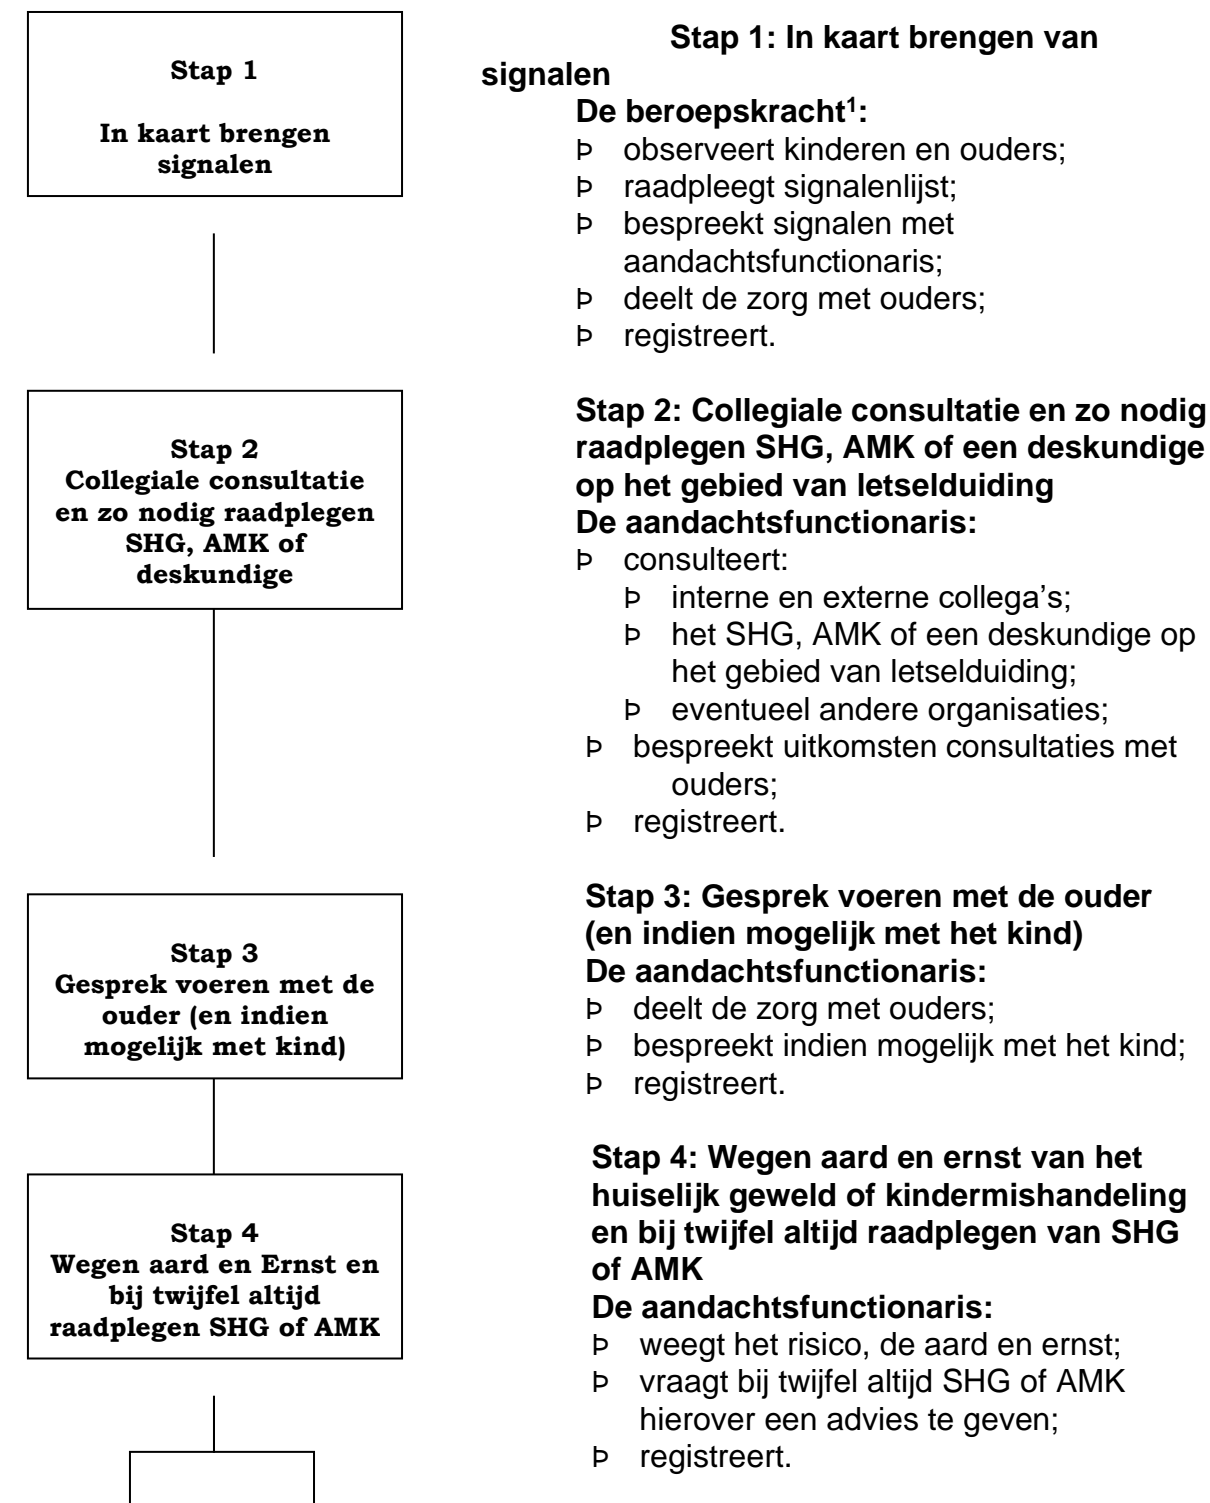 Stap 1
In kaart brengen
signalen
Stap 1: In kaart brengen van
signalen
De beroepskracht¹:
Þ observeert kinderen en ouders;
Þ raadpleegt signalenlijst;
Þ bespreekt signalen met
aandachtsfunctionaris;
Þ deelt de zorg met ouders;
Þ registreert.
Stap 2
Collegiale consultatie
en zo nodig raadplegen
SHG, AMK of
deskundige
Stap 2: Collegiale consultatie en zo nodig
raadplegen SHG, AMK of een deskundige
op het gebied van letselduiding
De aandachtsfunctionaris:
Þ consulteert:
Þ interne en externe collega’s;
Þ het SHG, AMK of een deskundige op
het gebied van letselduiding;
Þ eventueel andere organisaties;
Þ bespreekt uitkomsten consultaties met
ouders;
Þ registreert.
Stap 3
Gesprek voeren met de
ouder (en indien
mogelijk met kind)
Stap 3: Gesprek voeren met de ouder
(en indien mogelijk met het kind)
De aandachtsfunctionaris:
Þ deelt de zorg met ouders;
Þ bespreekt indien mogelijk met het kind;
Þ registreert.
Stap 4
Wegen aard en Ernst en
bij twijfel altijd
raadplegen SHG of AMK
Stap 4: Wegen aard en ernst van het
huiselijk geweld of kindermishandeling
en bij twijfel altijd raadplegen van SHG
of AMK
De aandachtsfunctionaris:
Þ weegt het risico, de aard en ernst;
Þ vraagt bij twijfel altijd SHG of AMK
hierover een advies te geven;
Þ registreert.